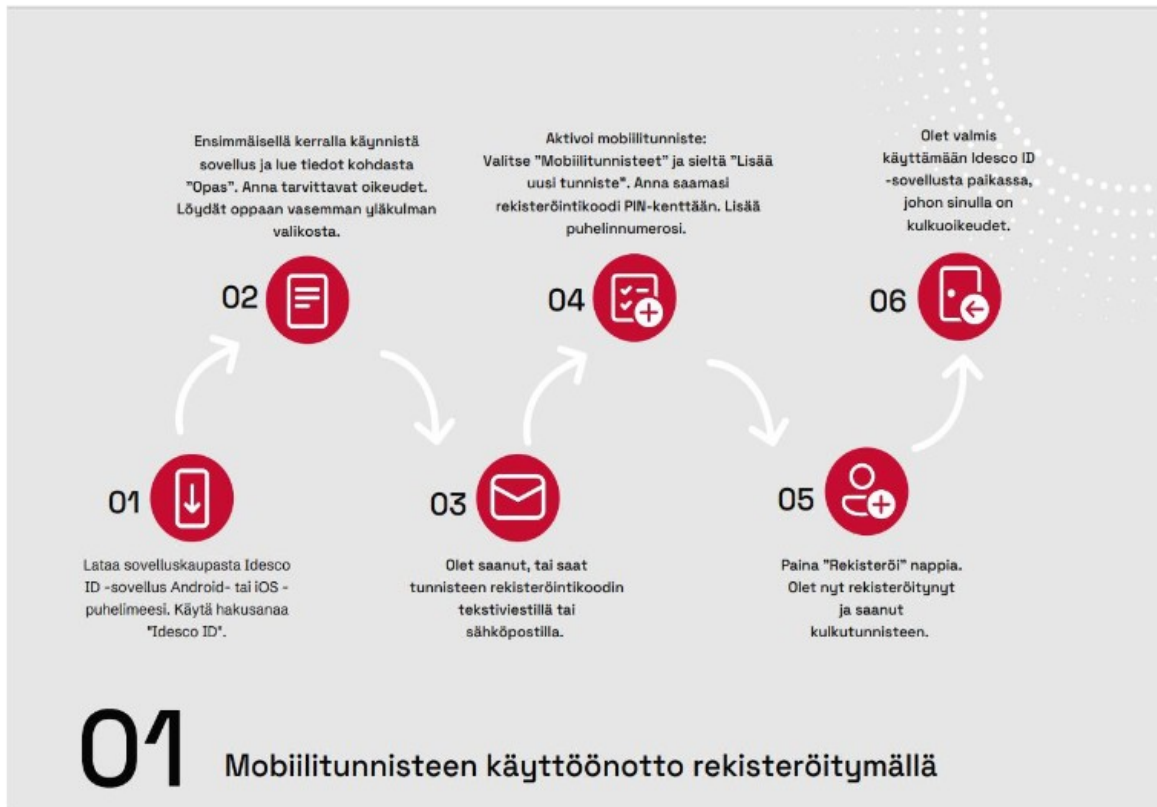 01
Lataa sovelluskaupasta Idesco
ID -sovellus Android- tai iOS -
puhelimeesi. Käytä hakusanaa
"Idesco ID".
02
Ensimmäisellä kerralla käynnistä
sovellus ja lue tiedot kohdasta
"Opas". Anna tarvittavat oikeudet.
Löydät oppaan vasemman yläkulman
valikosta.
03
Olet saanut, tai saat
tunnisteen rekisteröintikoodin
tekstiviestillä tai
sähköpostilla.
04
Aktivoi mobiilitunniste:
Valitse "Mobiilitunnisteet" ja sieltä "Lisää
uusi tunniste". Anna saamasi
rekisteröintikoodi PIN-kenttään. Lisää
puhelinnumerosi.
05
Paina "Rekisteröi" nappia.
Olet nyt rekisteröitynyt
ja saanut
kulkutunnisteen.
06
Olet valmis
käyttämään Idesco ID
-sovellusta paikassa,
johon sinulla on
kulkuoikeudet.
01
Mobiilitunnisteen käyttöönotto rekisteröitymällä